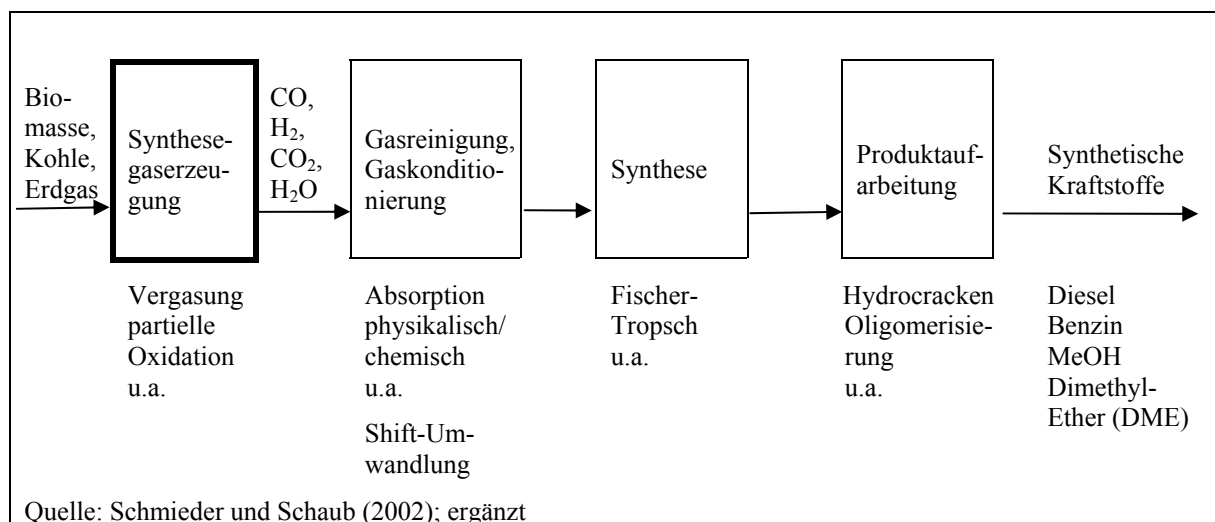 Bio-
masse,
Kohle,
Erdgas
Synthese-
gaserzeu-
gung
CO,
H₂,
CO₂,
H₂O
Gasreinigung,
Gaskonditio-
nierung
Synthese
Produktauf-
arbeitung
Synthetische
Kraftstoffe
Vergasung
partielle
Oxidation
u.a.
Absorption
physikalisch/
chemisch
u.a.
Shift-Um-
wandlung
Fischer-
Tropsch
u.a.
Hydrocracken
Oligomerisie-
rung
u.a.
Diesel
Benzin
MeOH
Dimethyl-
Ether (DME)
Quelle: Schmieder und Schaub (2002); ergänzt